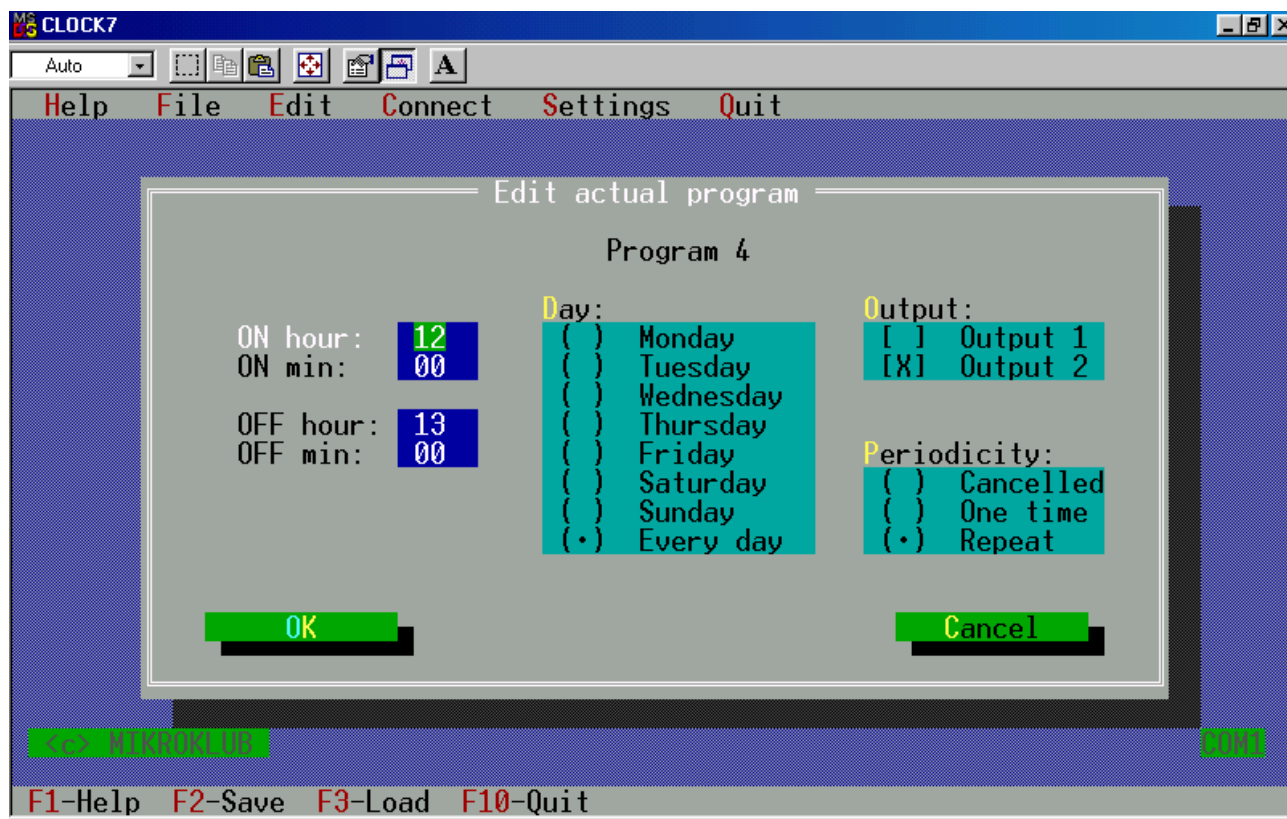 CLOCK7
Auto
A
Help File Edit Connect Settings Quit
Edit actual program
Program 4
ON hour: 12
ON min: 00
OFF hour: 13
OFF min: 00
Day:
( ) Monday
( ) Tuesday
( ) Wednesday
( ) Thursday
( ) Friday
( ) Saturday
( ) Sunday
(•) Every day
Output:
[ ] Output 1
[X] Output 2
Periodicity:
( ) Cancelled
( ) One time
(•) Repeat
OK
Cancel
<c> MIKROKLUB
COM1
F1-Help F2-Save F3-Load F10-Quit